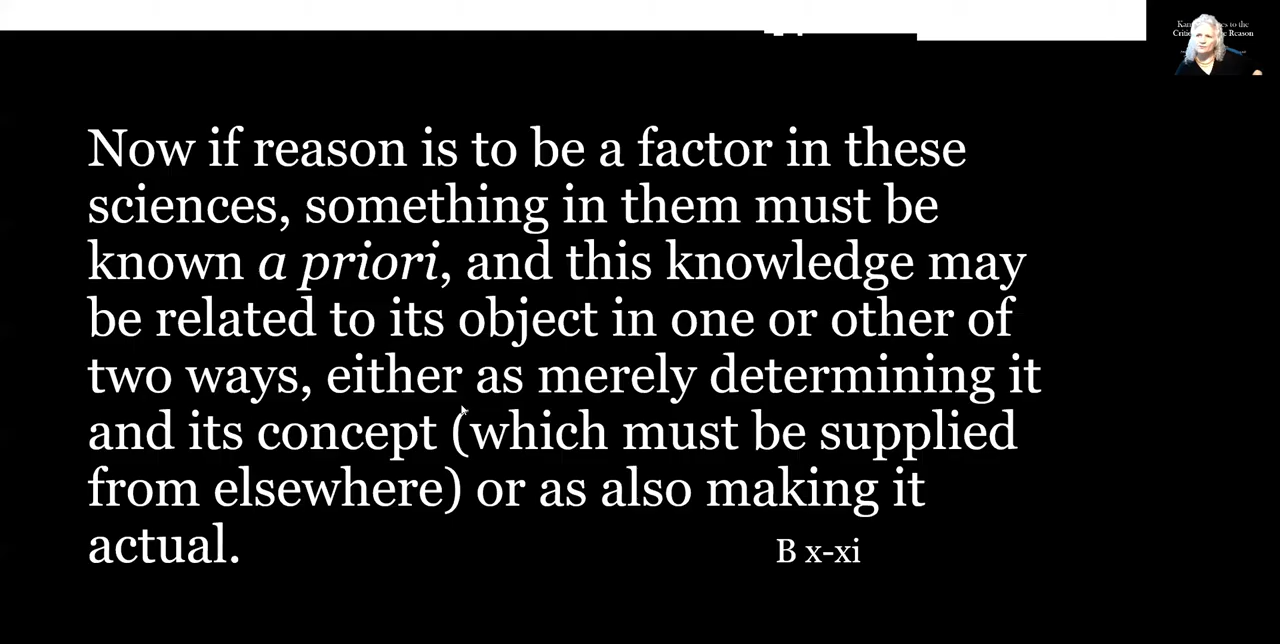 Now if reason is to be a factor in these
sciences, something in them must be
known a priori, and this knowledge may
be related to its object in one or other of
two ways, either as merely determining it
and its concept (which must be supplied
from elsewhere) or as also making it
actual.
B x-xi